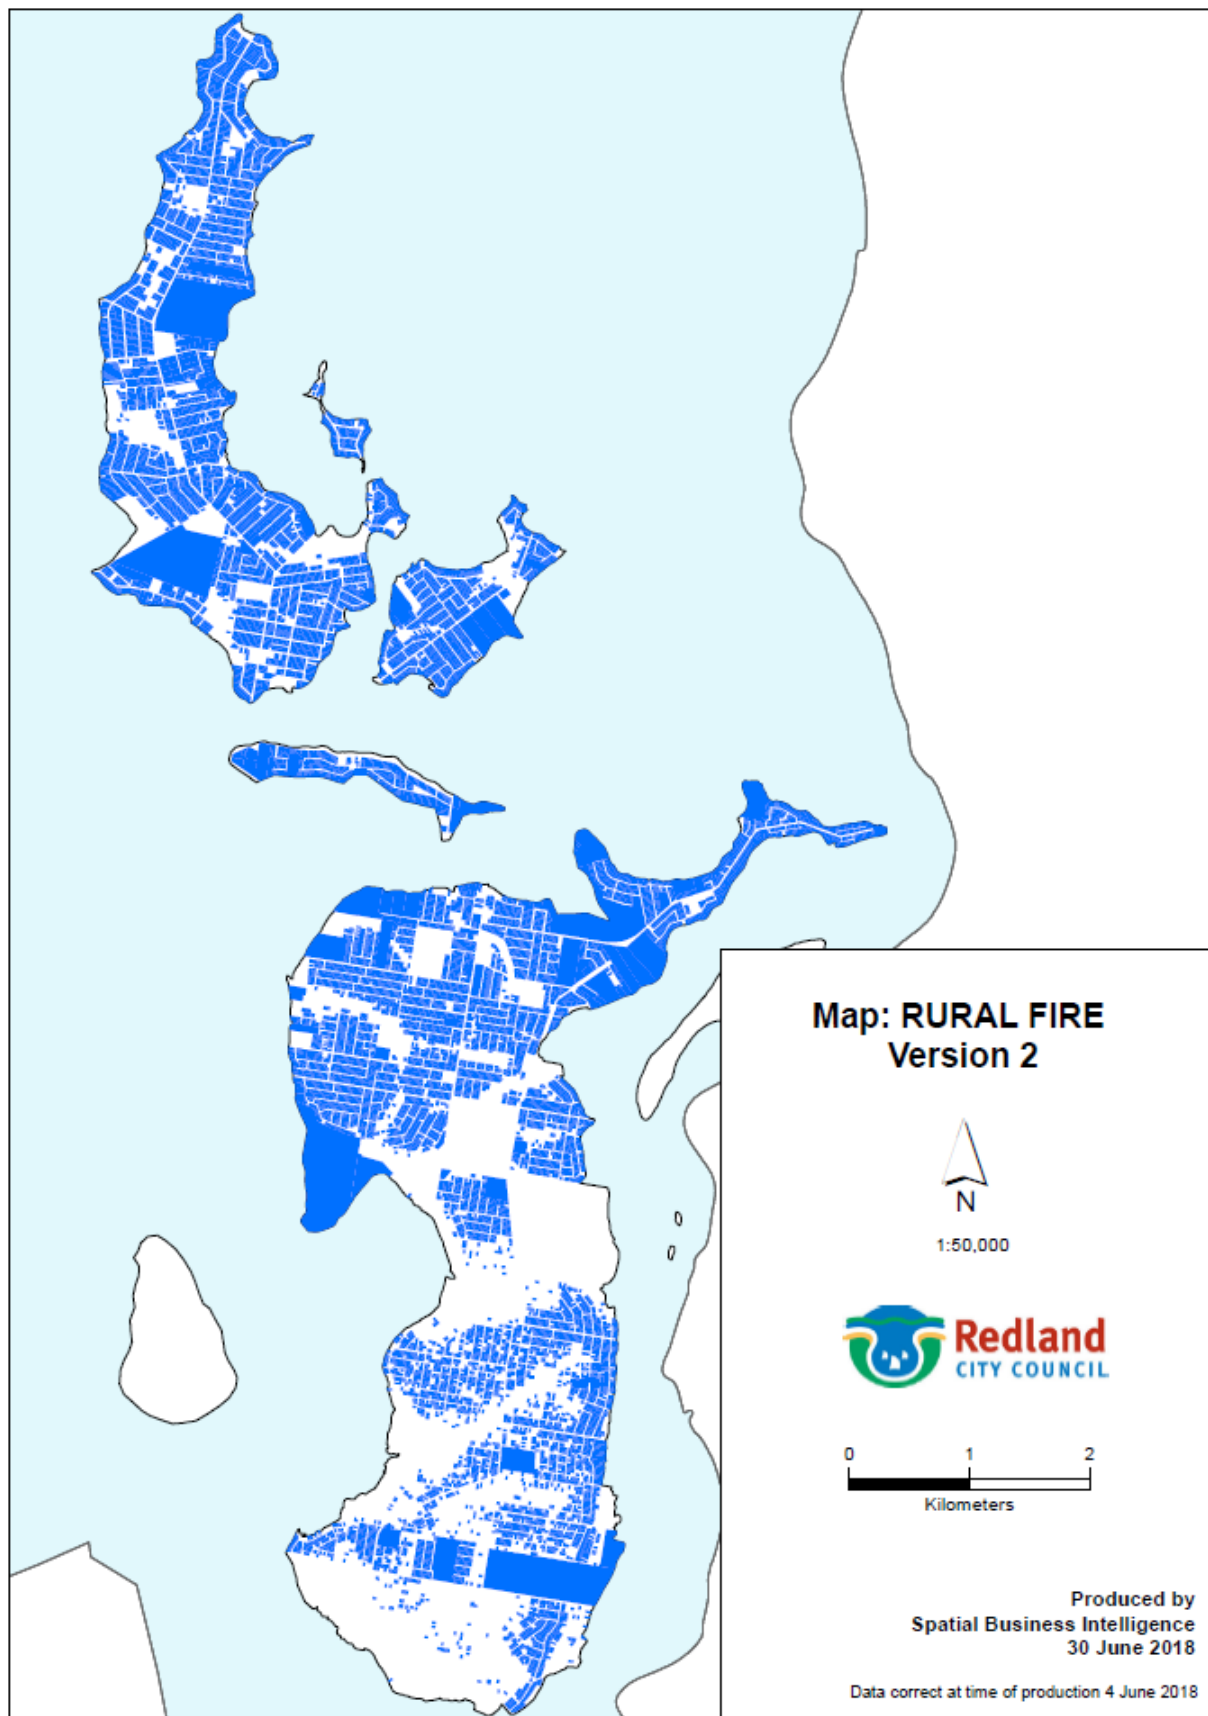 Map: RURAL FIRE
Version 2
N
1:50,000
Redland
CITY COUNCIL
0 1 2
Kilometers
Produced by
Spatial Business Intelligence
30 June 2018
Data correct at time of production 4 June 2018